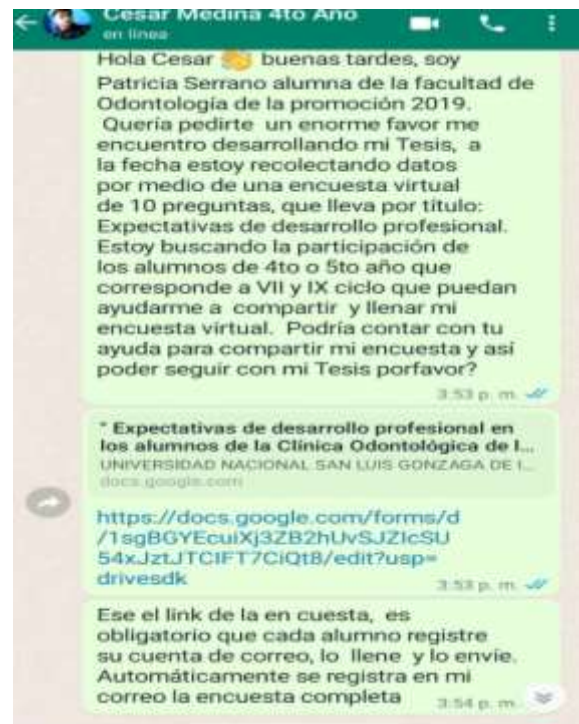 Cesar Medina 4to Año
en línea
Hola Cesar 👏 buenas tardes, soy
Patricia Serrano alumna de la facultad de
Odontología de la promoción 2019.
Quería pedirte un enorme favor me
encuentro desarrollando mi Tesis, a
la fecha estoy recolectando datos
por medio de una encuesta virtual
de 10 preguntas, que lleva por título:
Expectativas de desarrollo profesional.
Estoy buscando la participación de
los alumnos de 4to o 5to año que
corresponde a VII y IX ciclo que puedan
ayudarme a compartir y llenar mi
encuesta virtual. Podría contar con tu
ayuda para compartir mi encuesta y así
poder seguir con mi Tesis porfavor?
3:53 p. m.
" Expectativas de desarrollo profesional en
los alumnos de la Clínica Odontológica de l...
UNIVERSIDAD NACIONAL SAN LUIS GONZAGA DE I...
docs.google.com
https://docs.google.com/forms/d
/1sgBGYEcuiXj3ZB2hUvSJZIcSU
54xJztJTCIFT7CiQt8/edit?usp=
drivesdk
3:53 p. m.
Ese el link de la en cuesta, es
obligatorio que cada alumno registre
su cuenta de correo, lo llene y lo envíe.
Automáticamente se registra en mi
correo la encuesta completa
3:54 p. m.